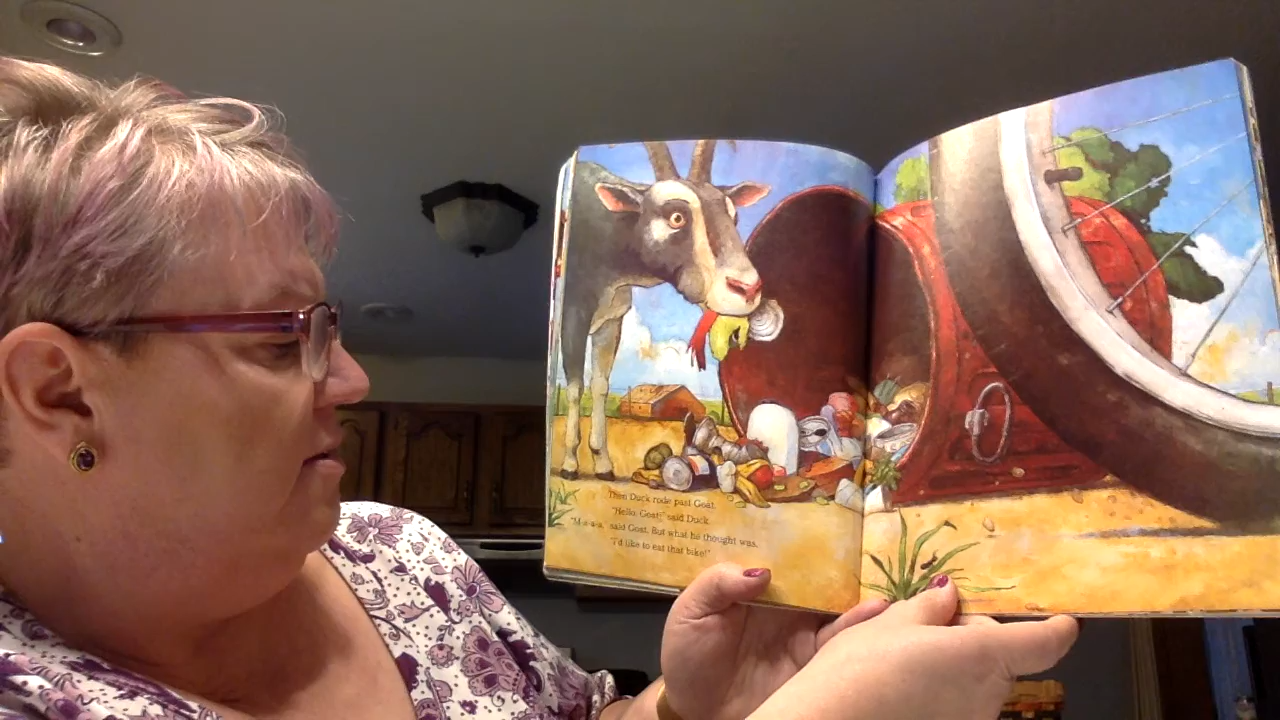 Then Duck rode past Goat.
"Hello, Goat!" said Duck.
"M-a-a-a," said Goat. But what he thought was,
"I'd like to eat that bike!"